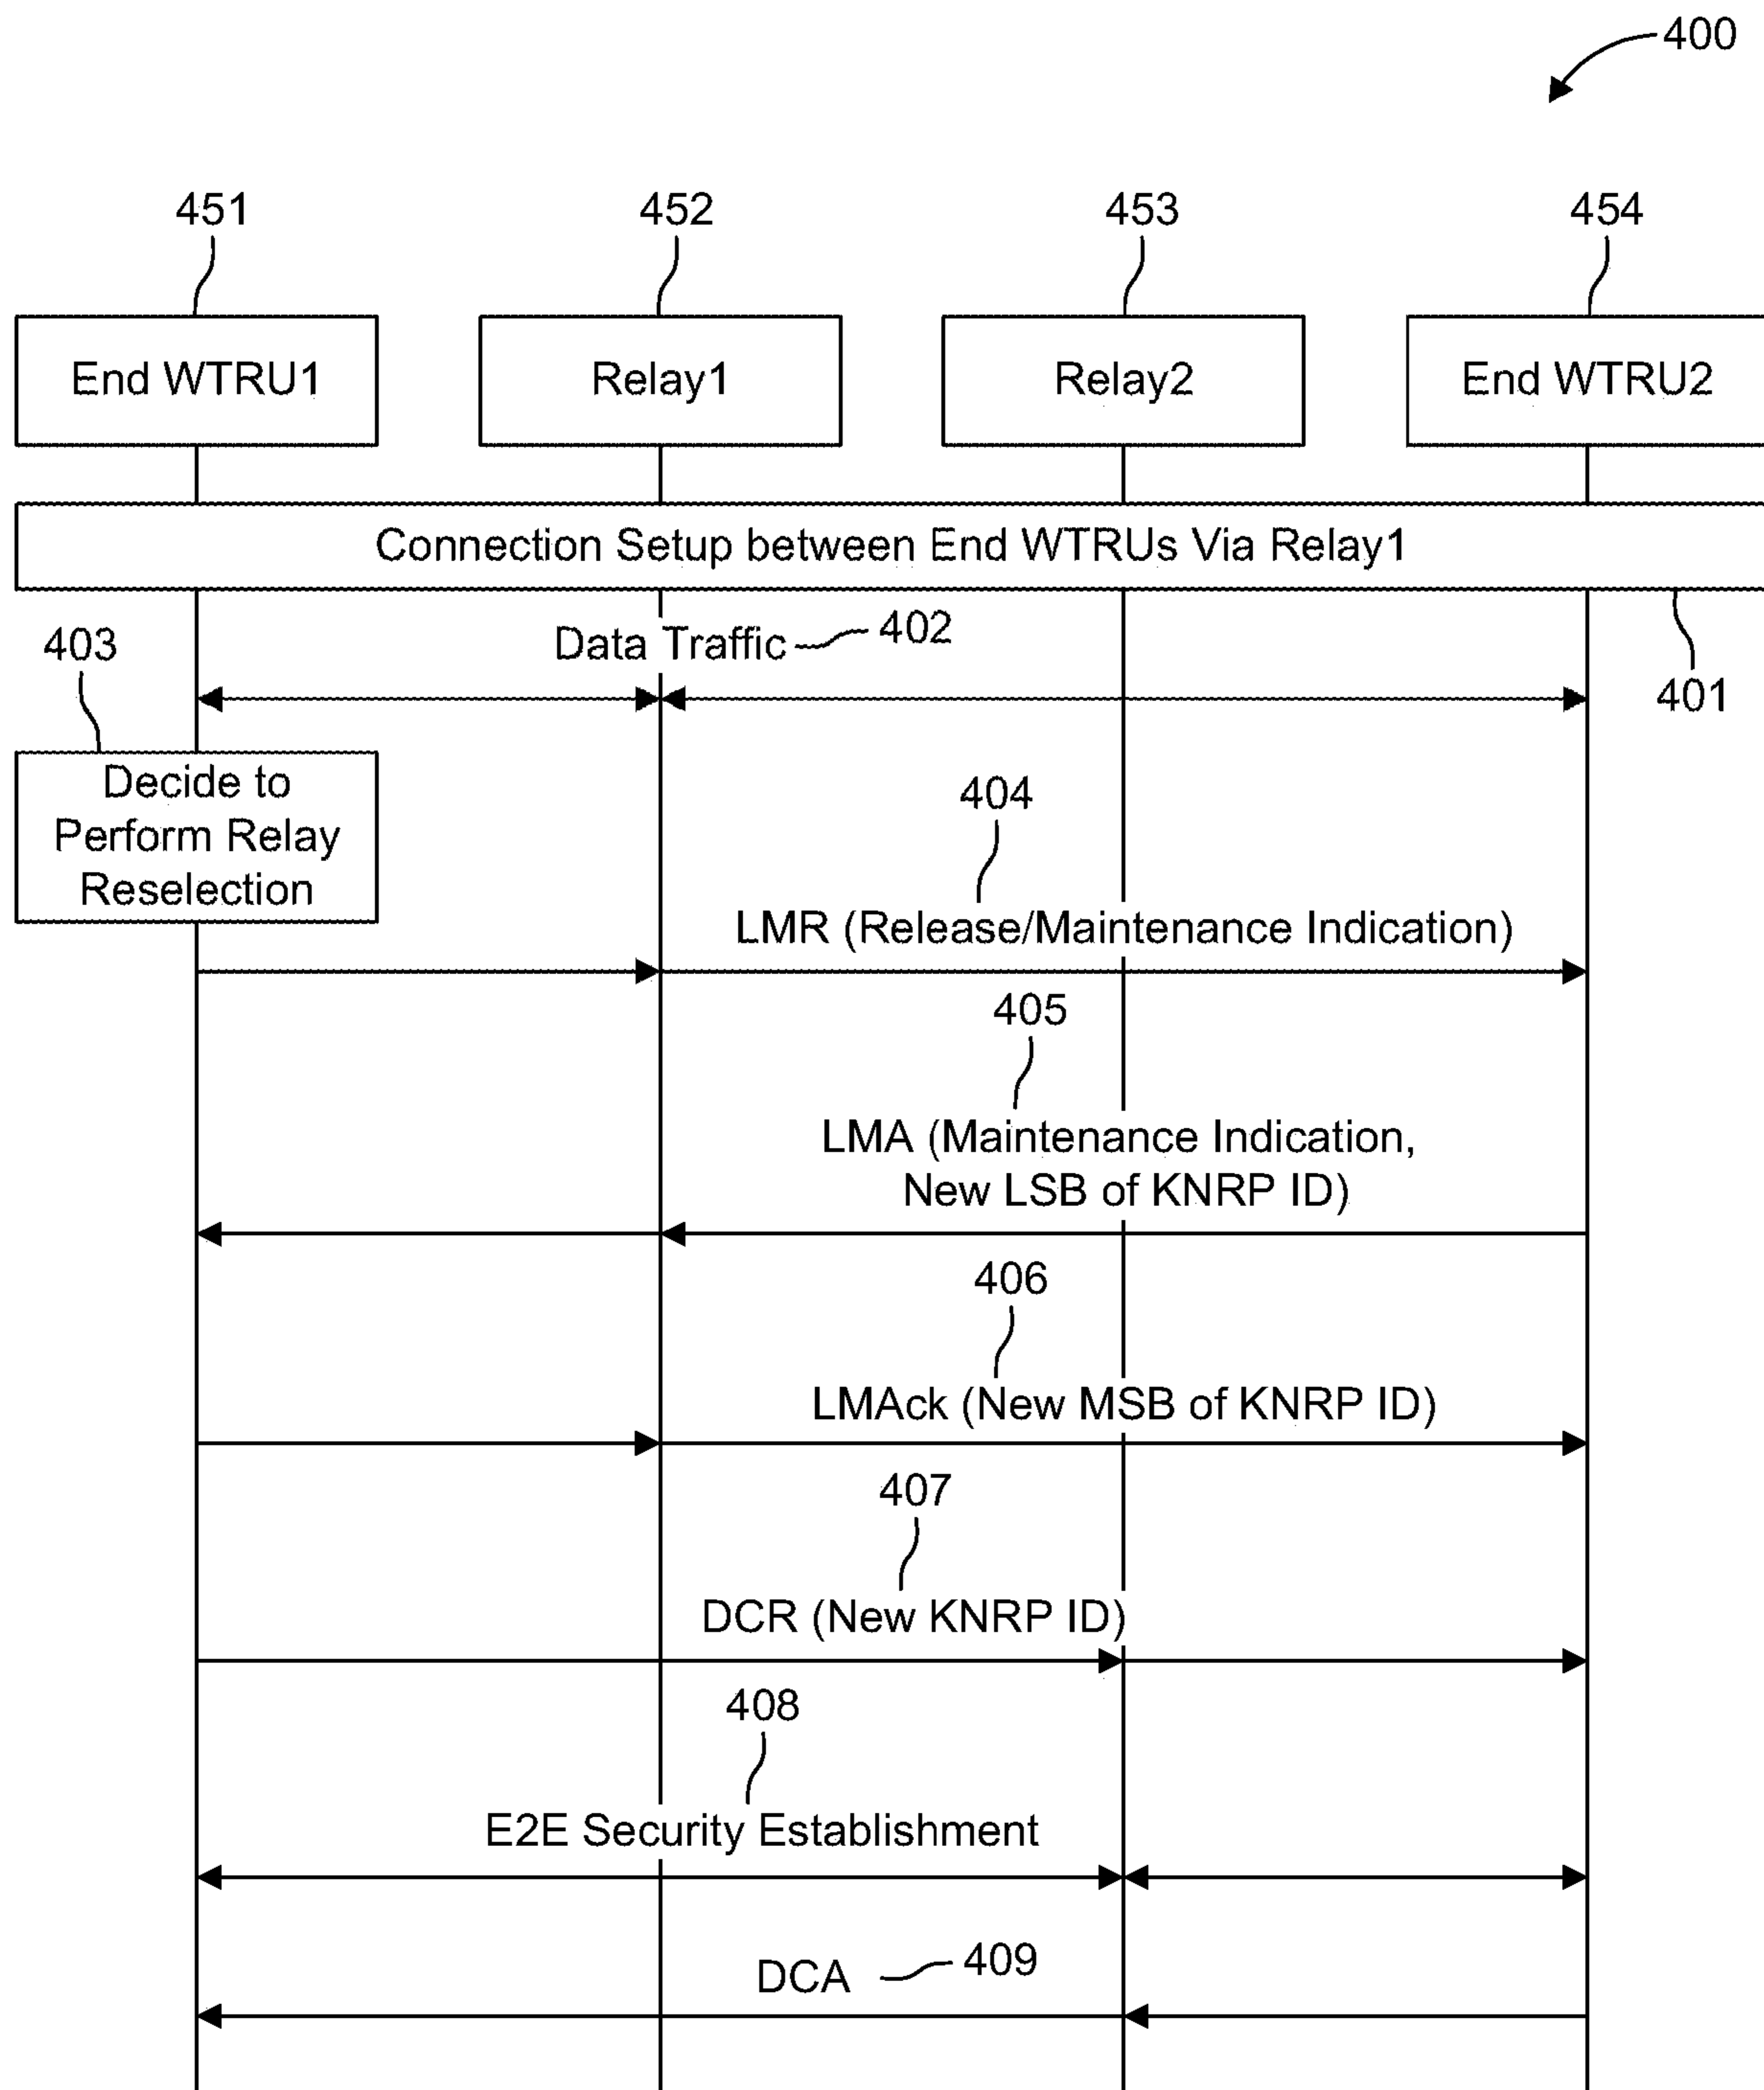 400
451
452
453
454
End WTRU1
Relay1
Relay2
End WTRU2
Connection Setup between End WTRUs Via Relay1
401
Data Traffic
402
403
Decide to
Perform Relay
Reselection
404
LMR (Release/Maintenance Indication)
405
LMA (Maintenance Indication,
New LSB of KNRP ID)
406
LMAck (New MSB of KNRP ID)
407
DCR (New KNRP ID)
408
E2E Security Establishment
DCA
409